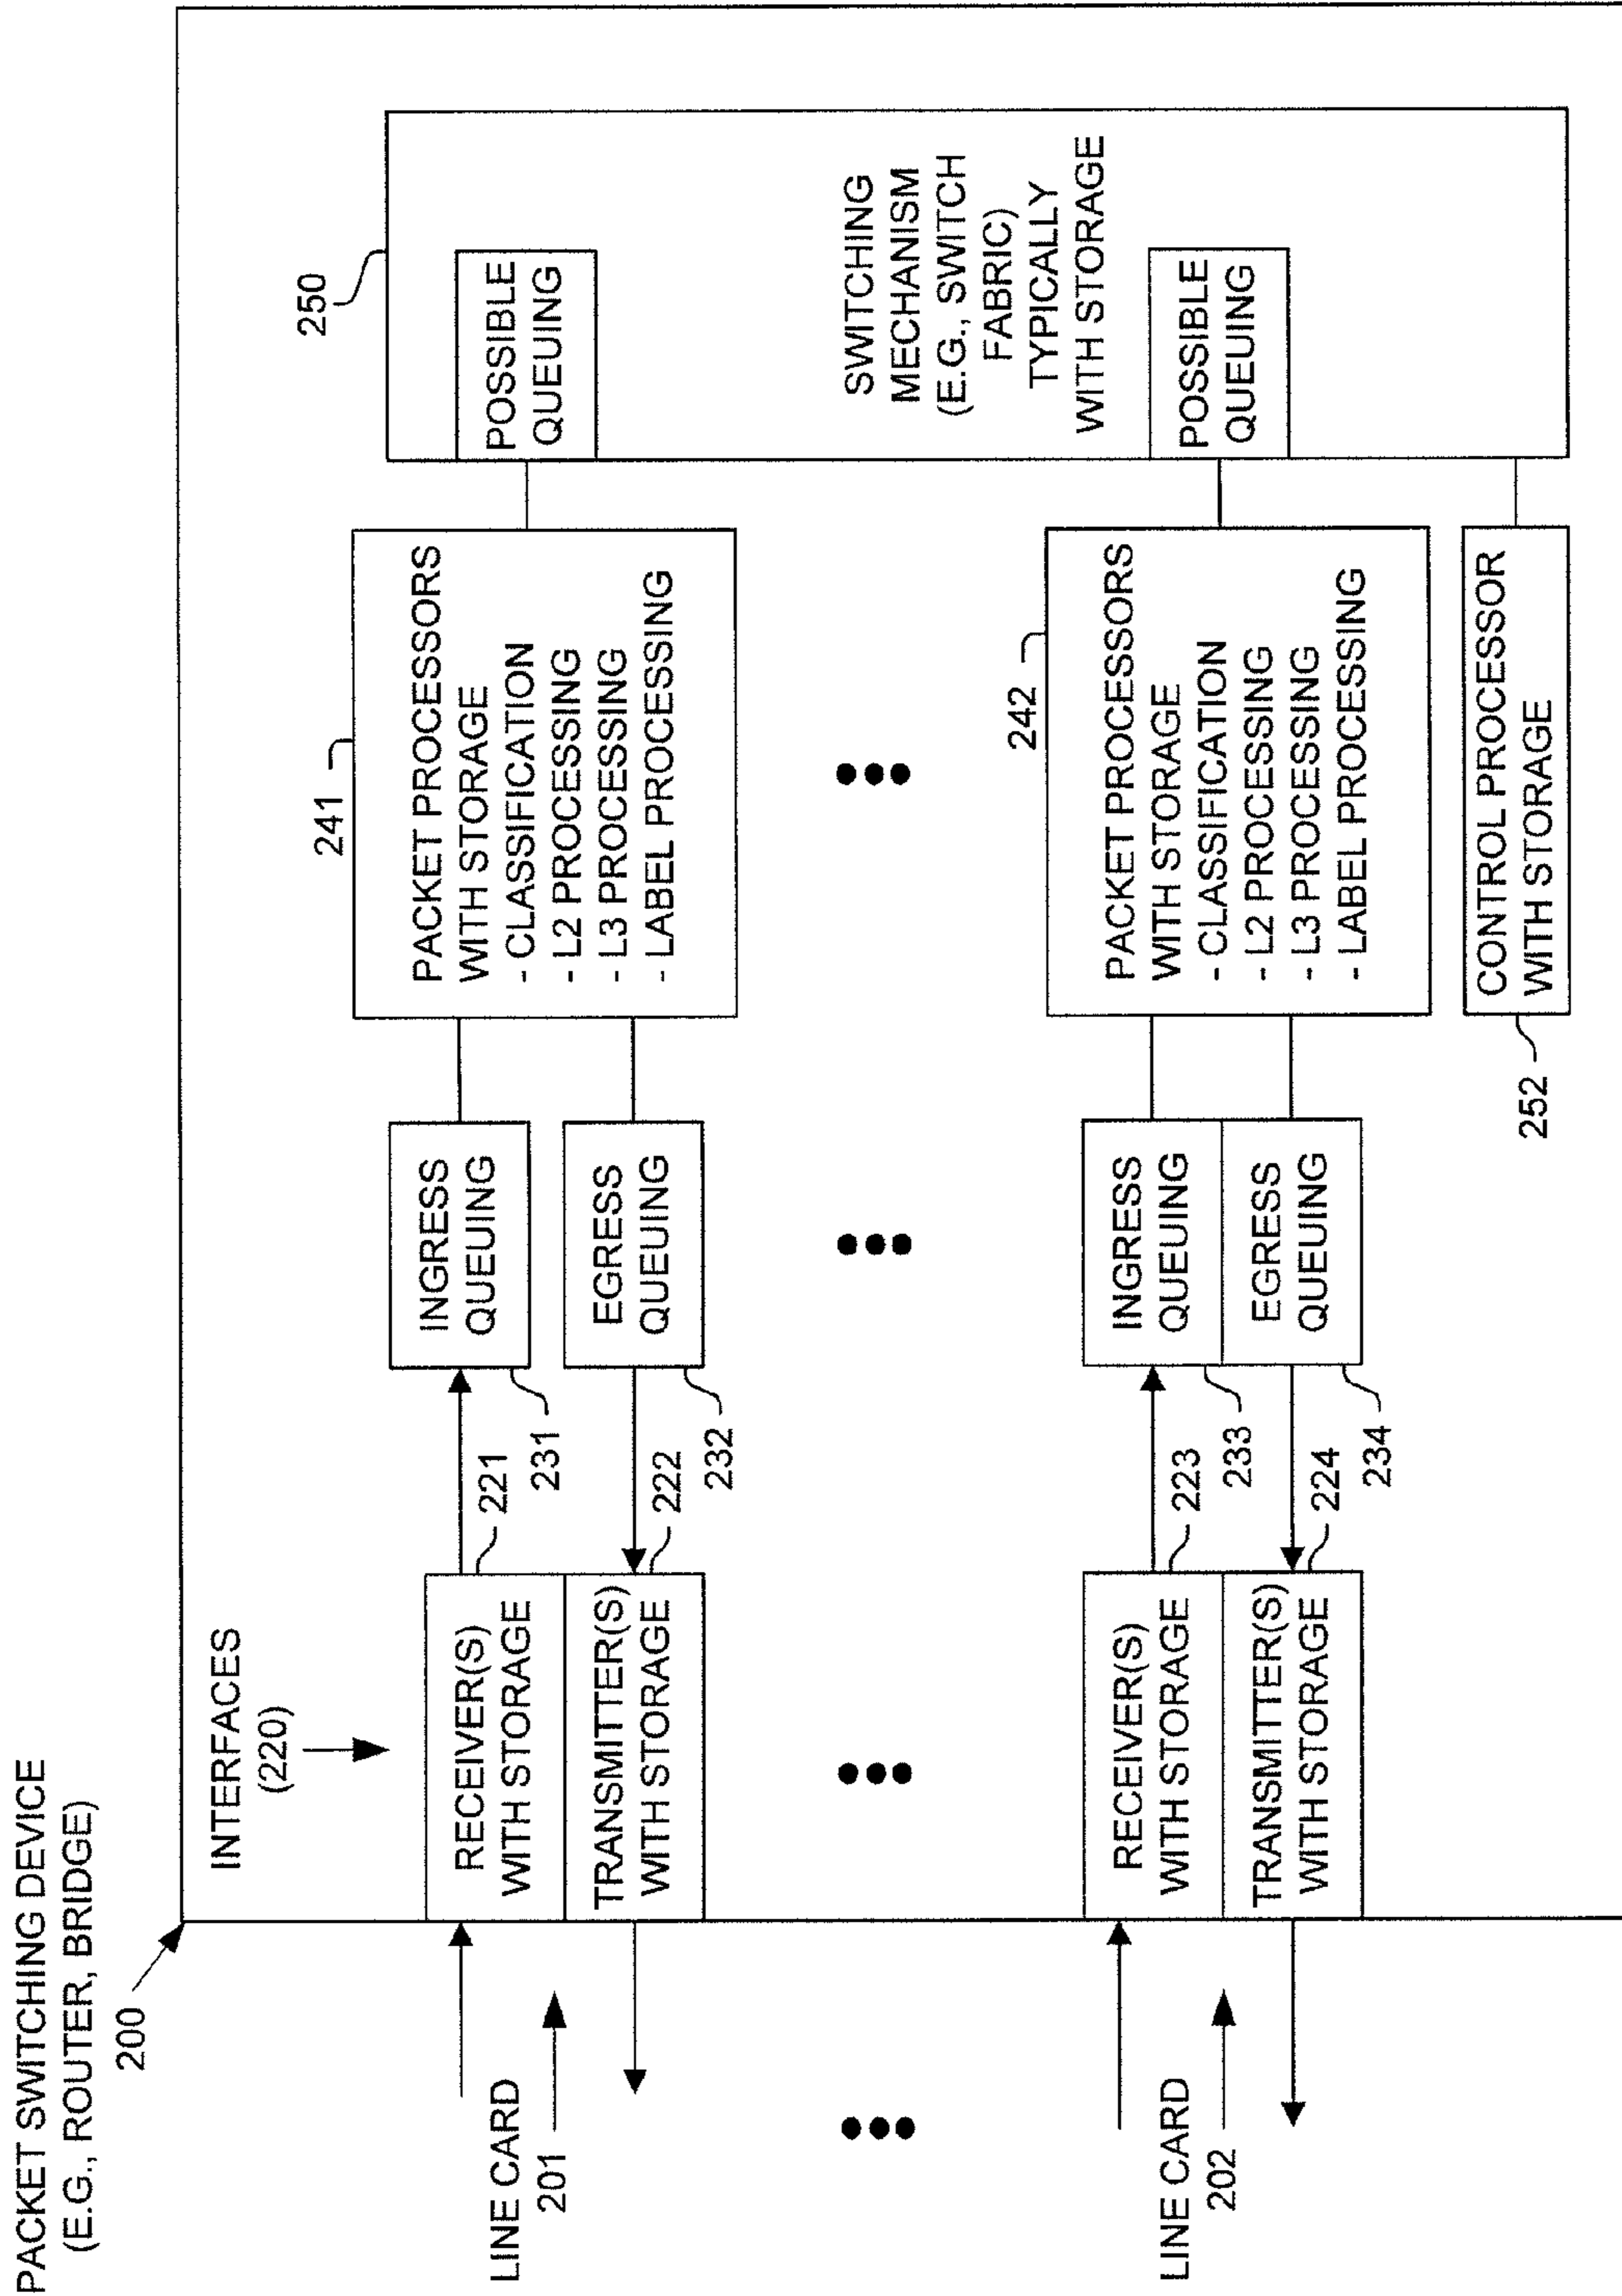 PACKET SWITCHING DEVICE
(E.G., ROUTER, BRIDGE)
200
INTERFACES
(220)
LINE CARD
201
RECEIVER(S)
WITH STORAGE
221
TRANSMITTER(S)
WITH STORAGE
222
INGRESS
QUEUING
231
EGRESS
QUEUING
232
241
PACKET PROCESSORS
WITH STORAGE
- CLASSIFICATION
- L2 PROCESSING
- L3 PROCESSING
- LABEL PROCESSING
250
POSSIBLE
QUEUING
SWITCHING
MECHANISM
(E.G., SWITCH
FABRIC)
TYPICALLY
WITH STORAGE
POSSIBLE
QUEUING
LINE CARD
202
RECEIVER(S)
WITH STORAGE
223
TRANSMITTER(S)
WITH STORAGE
224
INGRESS
QUEUING
233
EGRESS
QUEUING
234
242
PACKET PROCESSORS
WITH STORAGE
- CLASSIFICATION
- L2 PROCESSING
- L3 PROCESSING
- LABEL PROCESSING
252
CONTROL PROCESSOR
WITH STORAGE